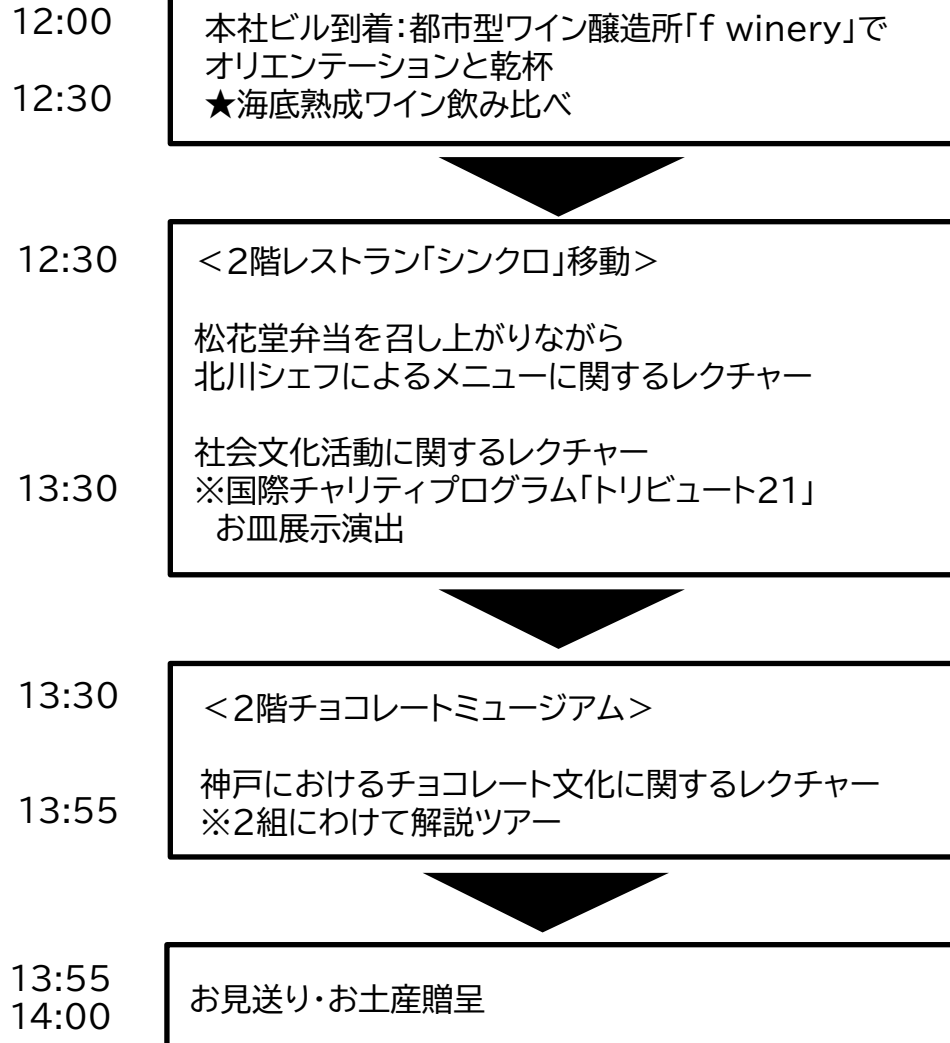 12:00
本社ビル到着：都市型ワイン醸造所「f winery」で
オリエンテーションと乾杯
12:30
★海底熟成ワイン飲み比べ
12:30
＜2階レストラン「シンクロ」移動＞
松花堂弁当を召し上がりながら
北川シェフによるメニューに関するレクチャー
社会文化活動に関するレクチャー
13:30
※国際チャリティプログラム「トリビュート21」
お皿展示演出
13:30
＜2階チョコレートミュージアム＞
神戸におけるチョコレート文化に関するレクチャー
13:55
※2組にわけて解説ツアー
13:55
14:00
お見送り・お土産贈呈